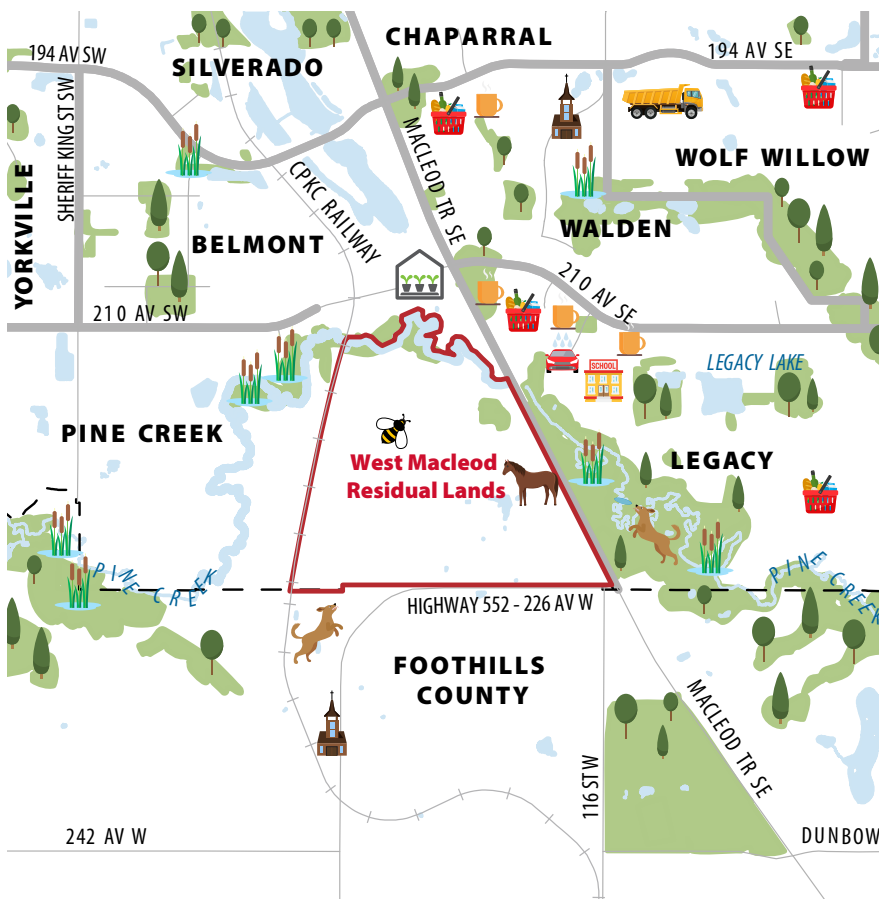 CHAPARRAL
194 AV SW
194 AV SE
SILVERADO
SHERIFF KING ST SW
MACLEOD TR SE
WOLF WILLOW
YORKVILLE
CPKC RAILWAY
WALDEN
BELMONT
210 AV SE
210 AV SW
SCHOOL
LEGACY LAKE
PINE CREEK
LEGACY
West Macleod
Residual Lands
PINE CREEK
PINE CREEK
HIGHWAY 552 - 226 AV W
FOOTHILLS
COUNTY
MACLEOD TR SE
116 ST W
242 AV W
DUNBOW